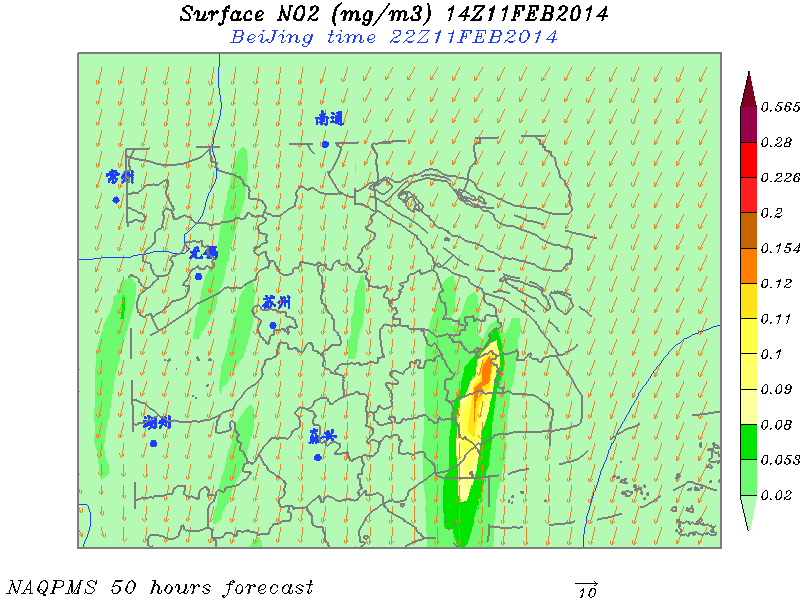 Surface NO2 (mg/m3) 14Z11FEB2014
BeiJing time 22Z11FEB2014
南通
常州
无锡
苏州
湖州
嘉兴
0.565
0.28
0.226
0.2
0.154
0.12
0.11
0.1
0.09
0.08
0.053
0.02
NAQPMS 50 hours forecast
10